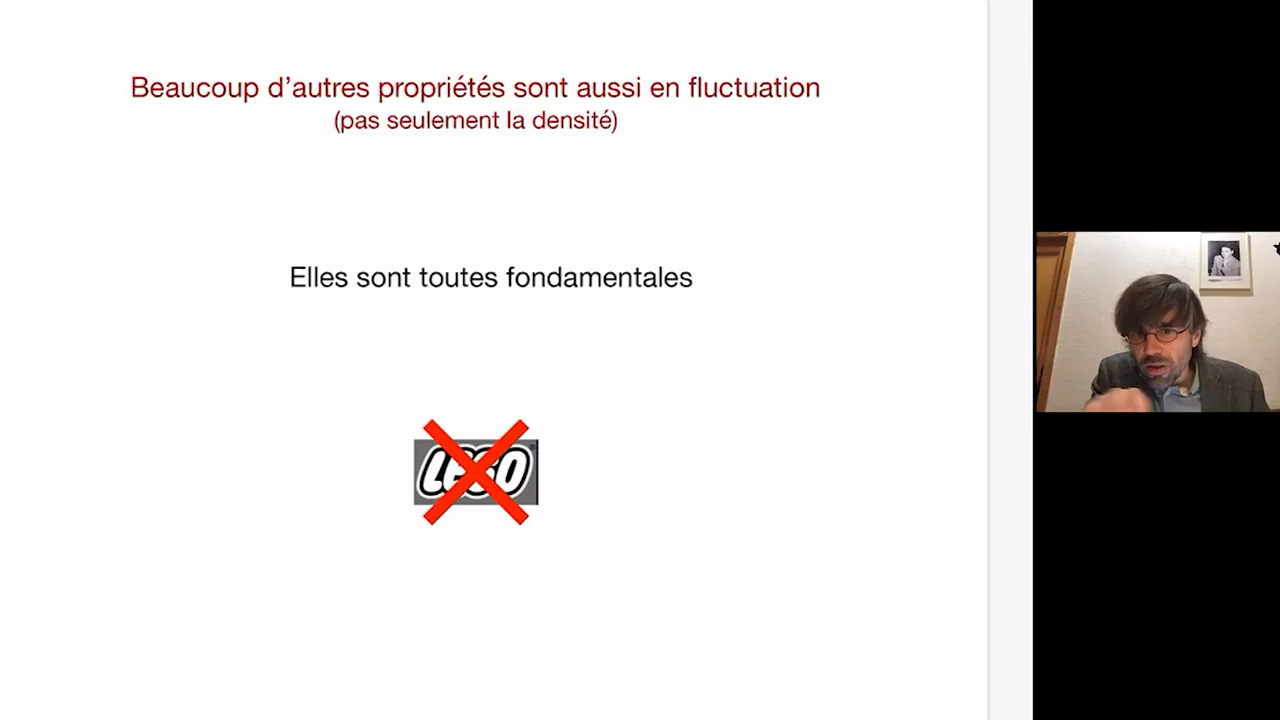 Beaucoup d’autres propriétés sont aussi en fluctuation
(pas seulement la densité)
Elles sont toutes fondamentales
LEGO